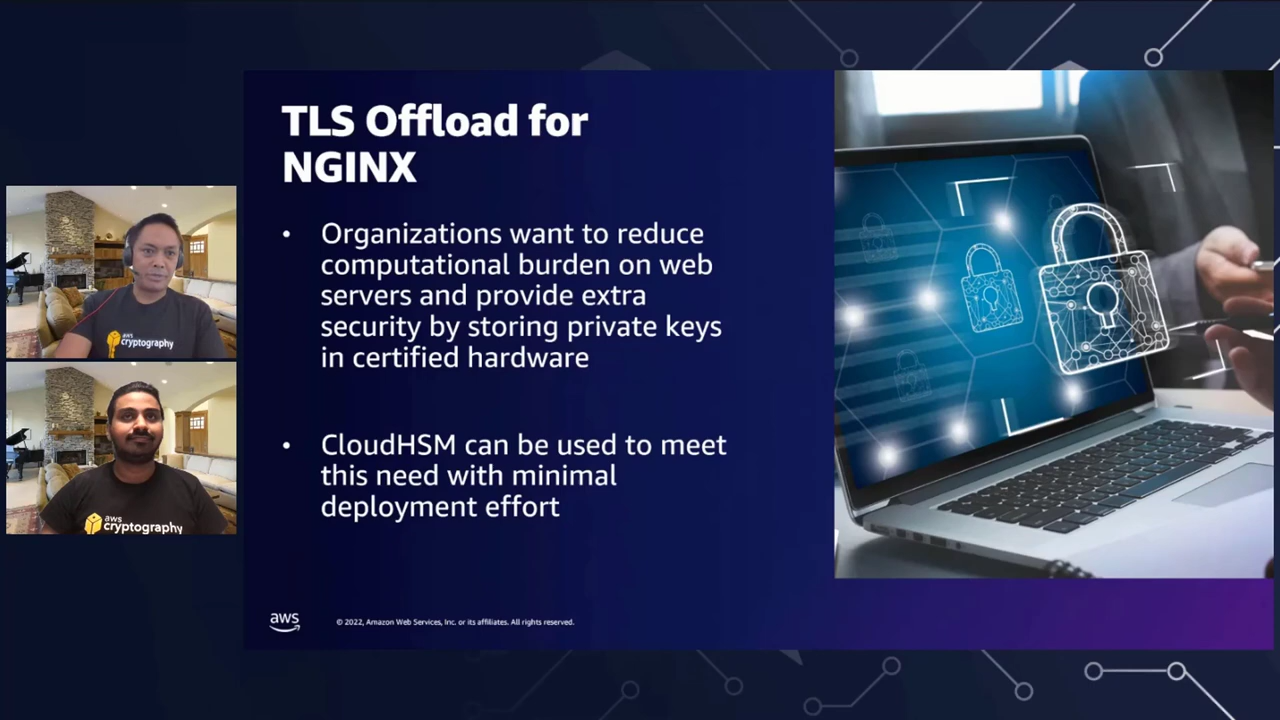 TLS Offload for
NGINX
• Organizations want to reduce
computational burden on web
servers and provide extra
security by storing private keys
in certified hardware
• CloudHSM can be used to meet
this need with minimal
deployment effort
aws
© 2022, Amazon Web Services, Inc. or its affiliates. All rights reserved.
aws
cryptography
aws
cryptography